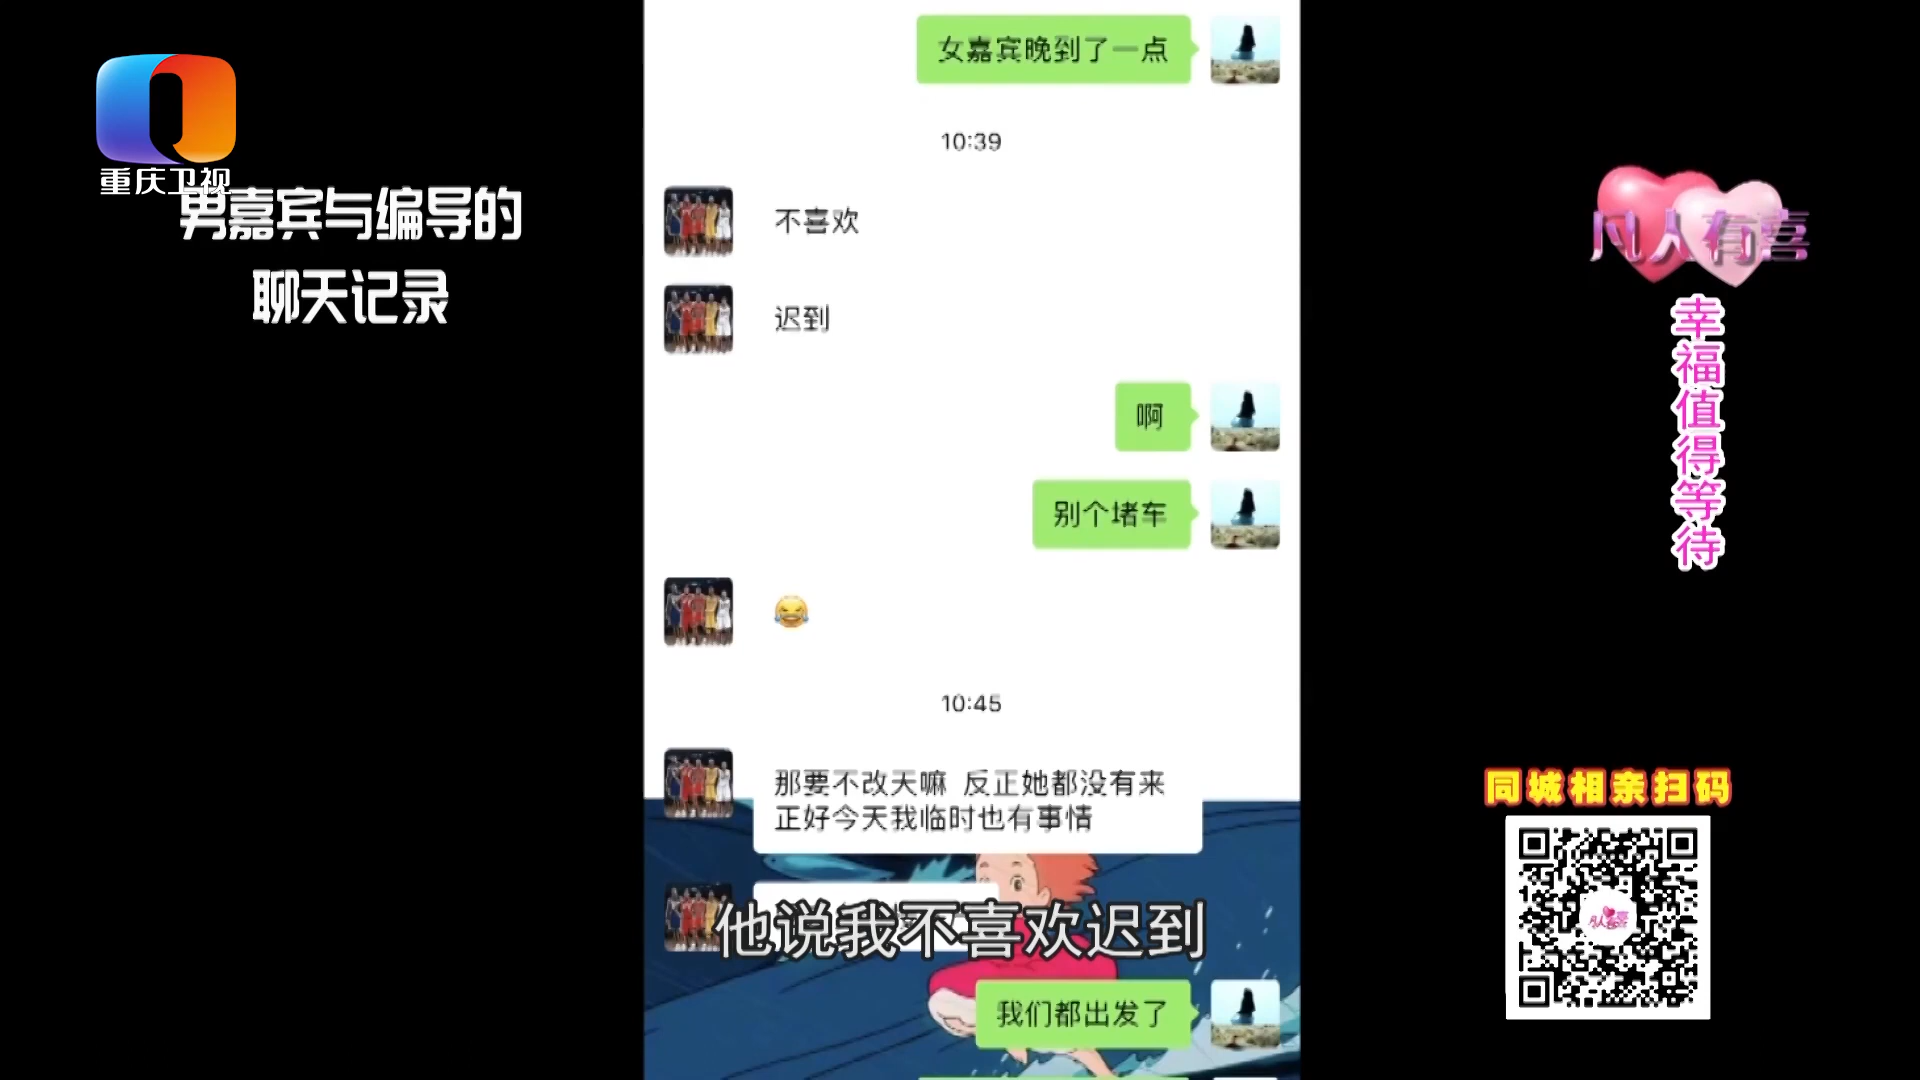 重庆卫视
男嘉宾与编导的
聊天记录
女嘉宾晚到了一点
10:39
不喜欢
迟到
啊
别个堵车
10:45
那要不改天嘛 反正她都没有来
正好今天我临时也有事情
他说我不喜欢迟到
我们都出发了
凡人有喜
幸福值得等待
同城相亲扫码